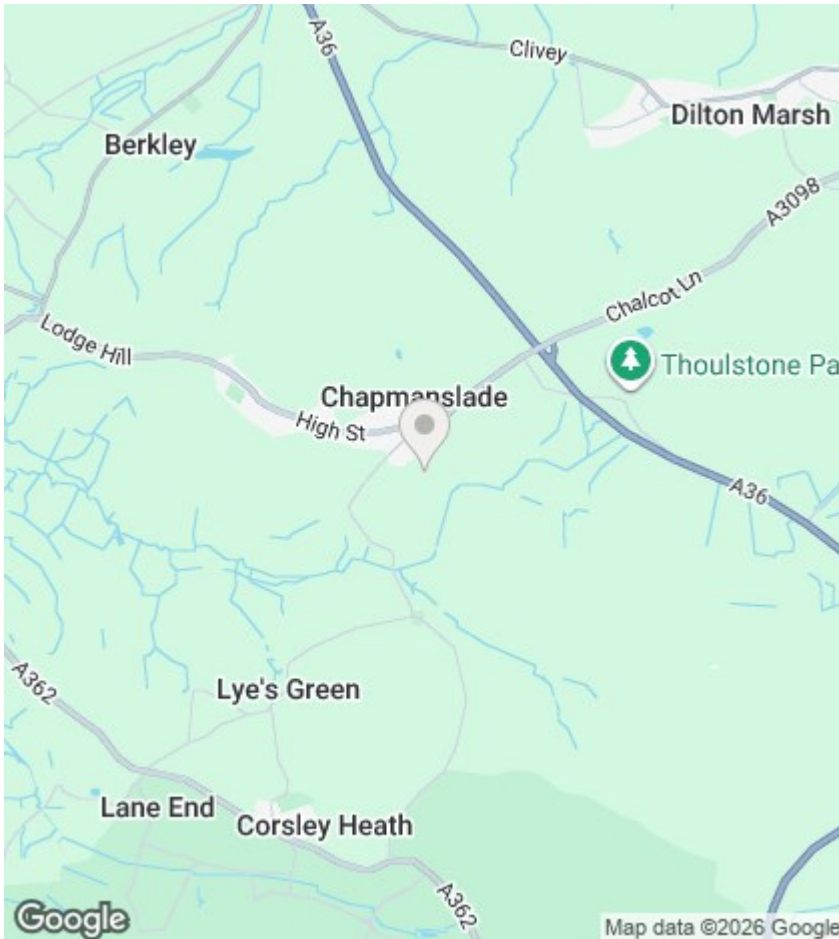 A36
Clivey
Dilton Marsh
Berkley
A3098
Chalcot Ln
Lodge Hill
Thoulstone Pa
Chapmanslade
High St
A36
A362
Lye's Green
Lane End
Corsley Heath
A362
Google
Map data ©2026 Google